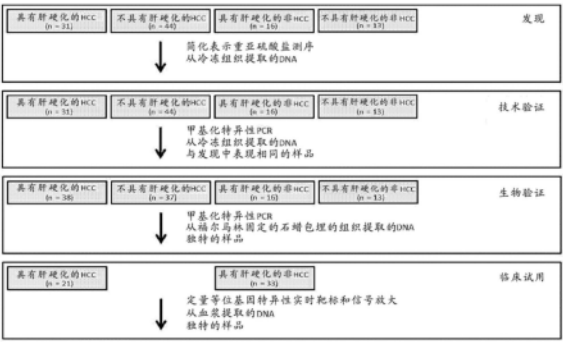 具有肝硬化的HCC 不具有肝硬化的HCC 具有肝硬化的非HCC 不具有肝硬化的非HCC 发现
(n = 31) (n = 44) (n = 16) (n = 13)
简化表示重亚硫酸盐测序
从冷冻组织提取的DNA
具有肝硬化的HCC 不具有肝硬化的HCC 具有肝硬化的非HCC 不具有肝硬化的非HCC 技术验证
(n = 31) (n = 44) (n = 16) (n = 13)
甲基化特异性PCR
从冷冻组织提取的DNA
与发现中表现相同的样品
具有肝硬化的HCC 不具有肝硬化的HCC 具有肝硬化的非HCC 不具有肝硬化的非HCC 生物验证
(n = 38) (n = 37) (n = 16) (n = 13)
甲基化特异性PCR
从福尔马林固定的石蜡包埋的组织提取的DNA
独特的样品
具有肝硬化的HCC 具有肝硬化的非HCC 临床试用
(n = 21) (n = 33)
定量等位基因特异性实时靶标和信号放大
从血浆提取的DNA
独特的样品